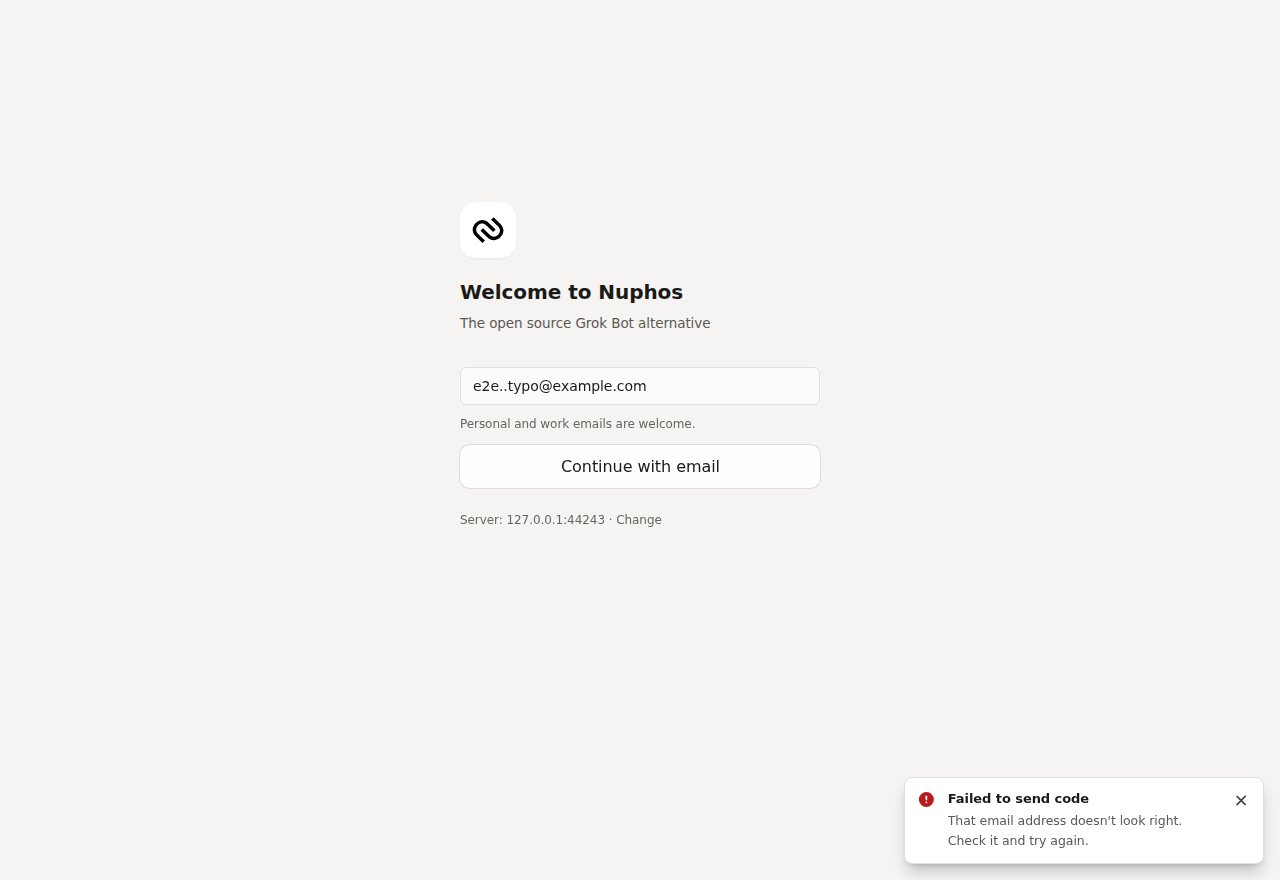 Welcome to Nuphos
The open source Grok Bot alternative
e2e..typo@example.com
Personal and work emails are welcome.
Continue with email
Server: 127.0.0.1:44243 · Change
Failed to send code
That email address doesn't look right.
Check it and try again.